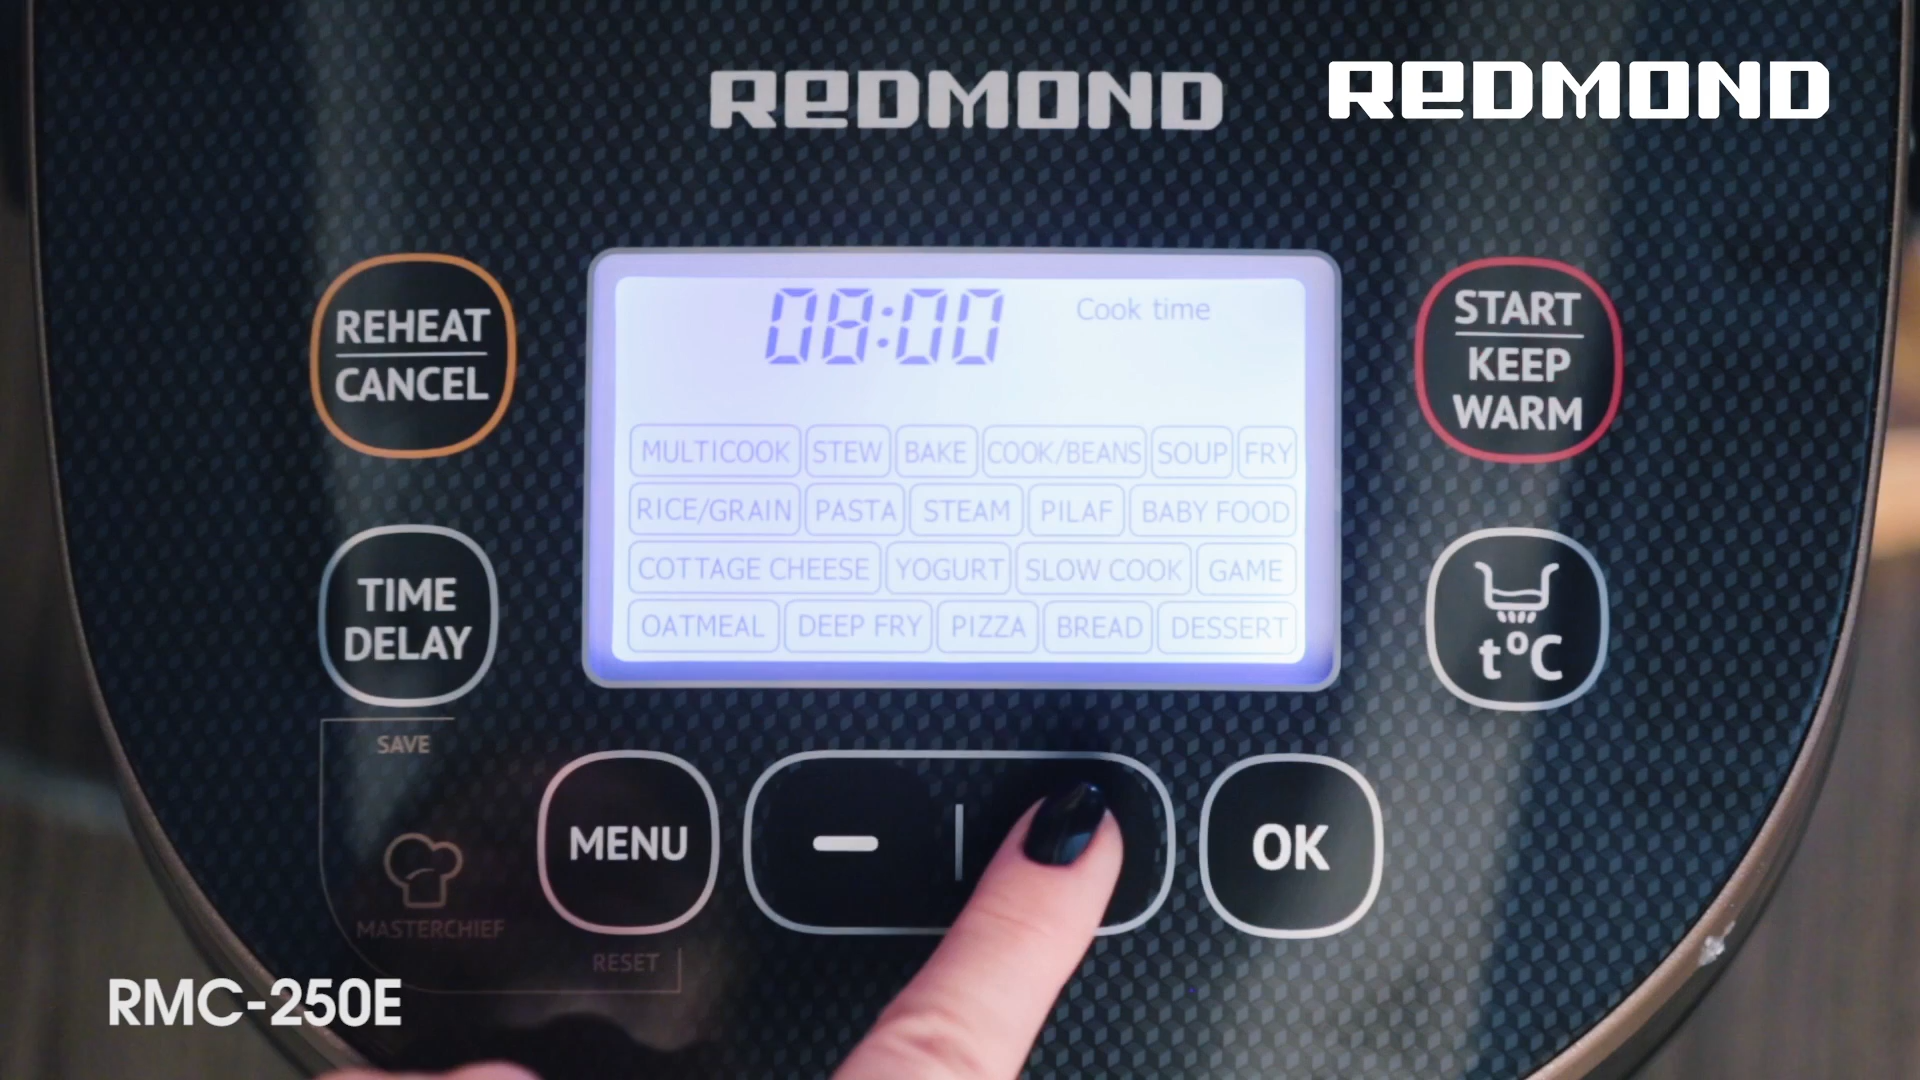 REDMOND
REDMOND
REHEAT
CANCEL
08:00
Cook time
START
KEEP
WARM
MULTICOOK STEW BAKE COOK/BEANS SOUP FRY
RICE/GRAIN PASTA STEAM PILAF BABY FOOD
COTTAGE CHEESE YOGURT SLOW COOK GAME
OATMEAL DEEP FRY PIZZA BREAD DESSERT
TIME
DELAY
t°C
SAVE
MENU
–
OK
MASTERCHIEF
RESET
RMC-250E